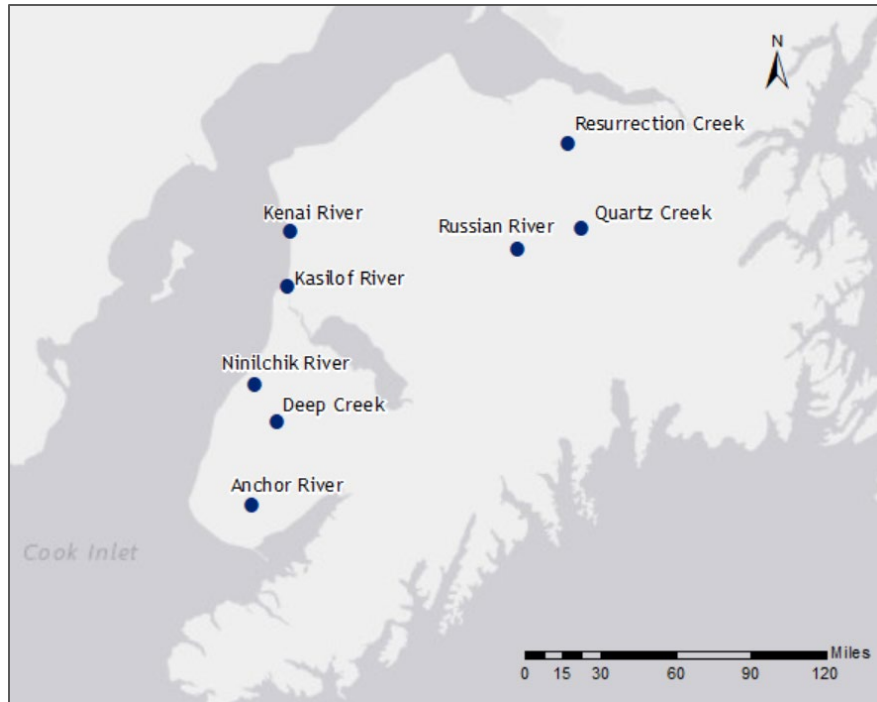 N
Resurrection Creek
Kenai River
Quartz Creek
Russian River
Kasilof River
Ninilchik River
Deep Creek
Anchor River
Cook Inlet
Miles
0 15 30 60 90 120